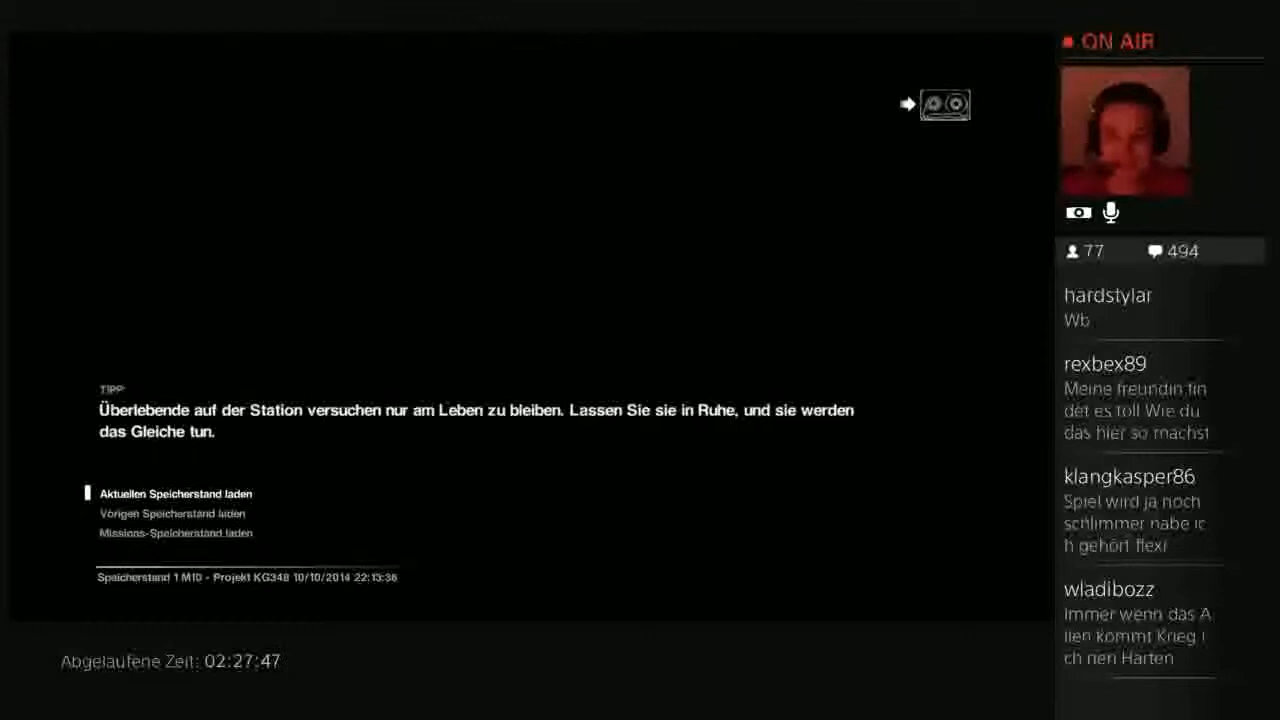 ON AIR
77
494
hardstylar
Wb
rexbex89
Meine freundin fin
det es toll Wie du
das hier so machst
klangkasper86
Spiel wird ja noch
schlimmer habe ic
h gehört flexi
wladibozz
Immer wenn das A
lien kommt Krieg i
ch nen Harten
TIPP
Überlebende auf der Station versuchen nur am Leben zu bleiben. Lassen Sie sie in Ruhe, und sie werden
das Gleiche tun.
Aktuellen Speicherstand laden
Vorigen Speicherstand laden
Missions-Speicherstand laden
Speicherstand 1 M10 - Projekt KG348 10/10/2014 22:13:36
Abgelaufene Zeit: 02:27:47